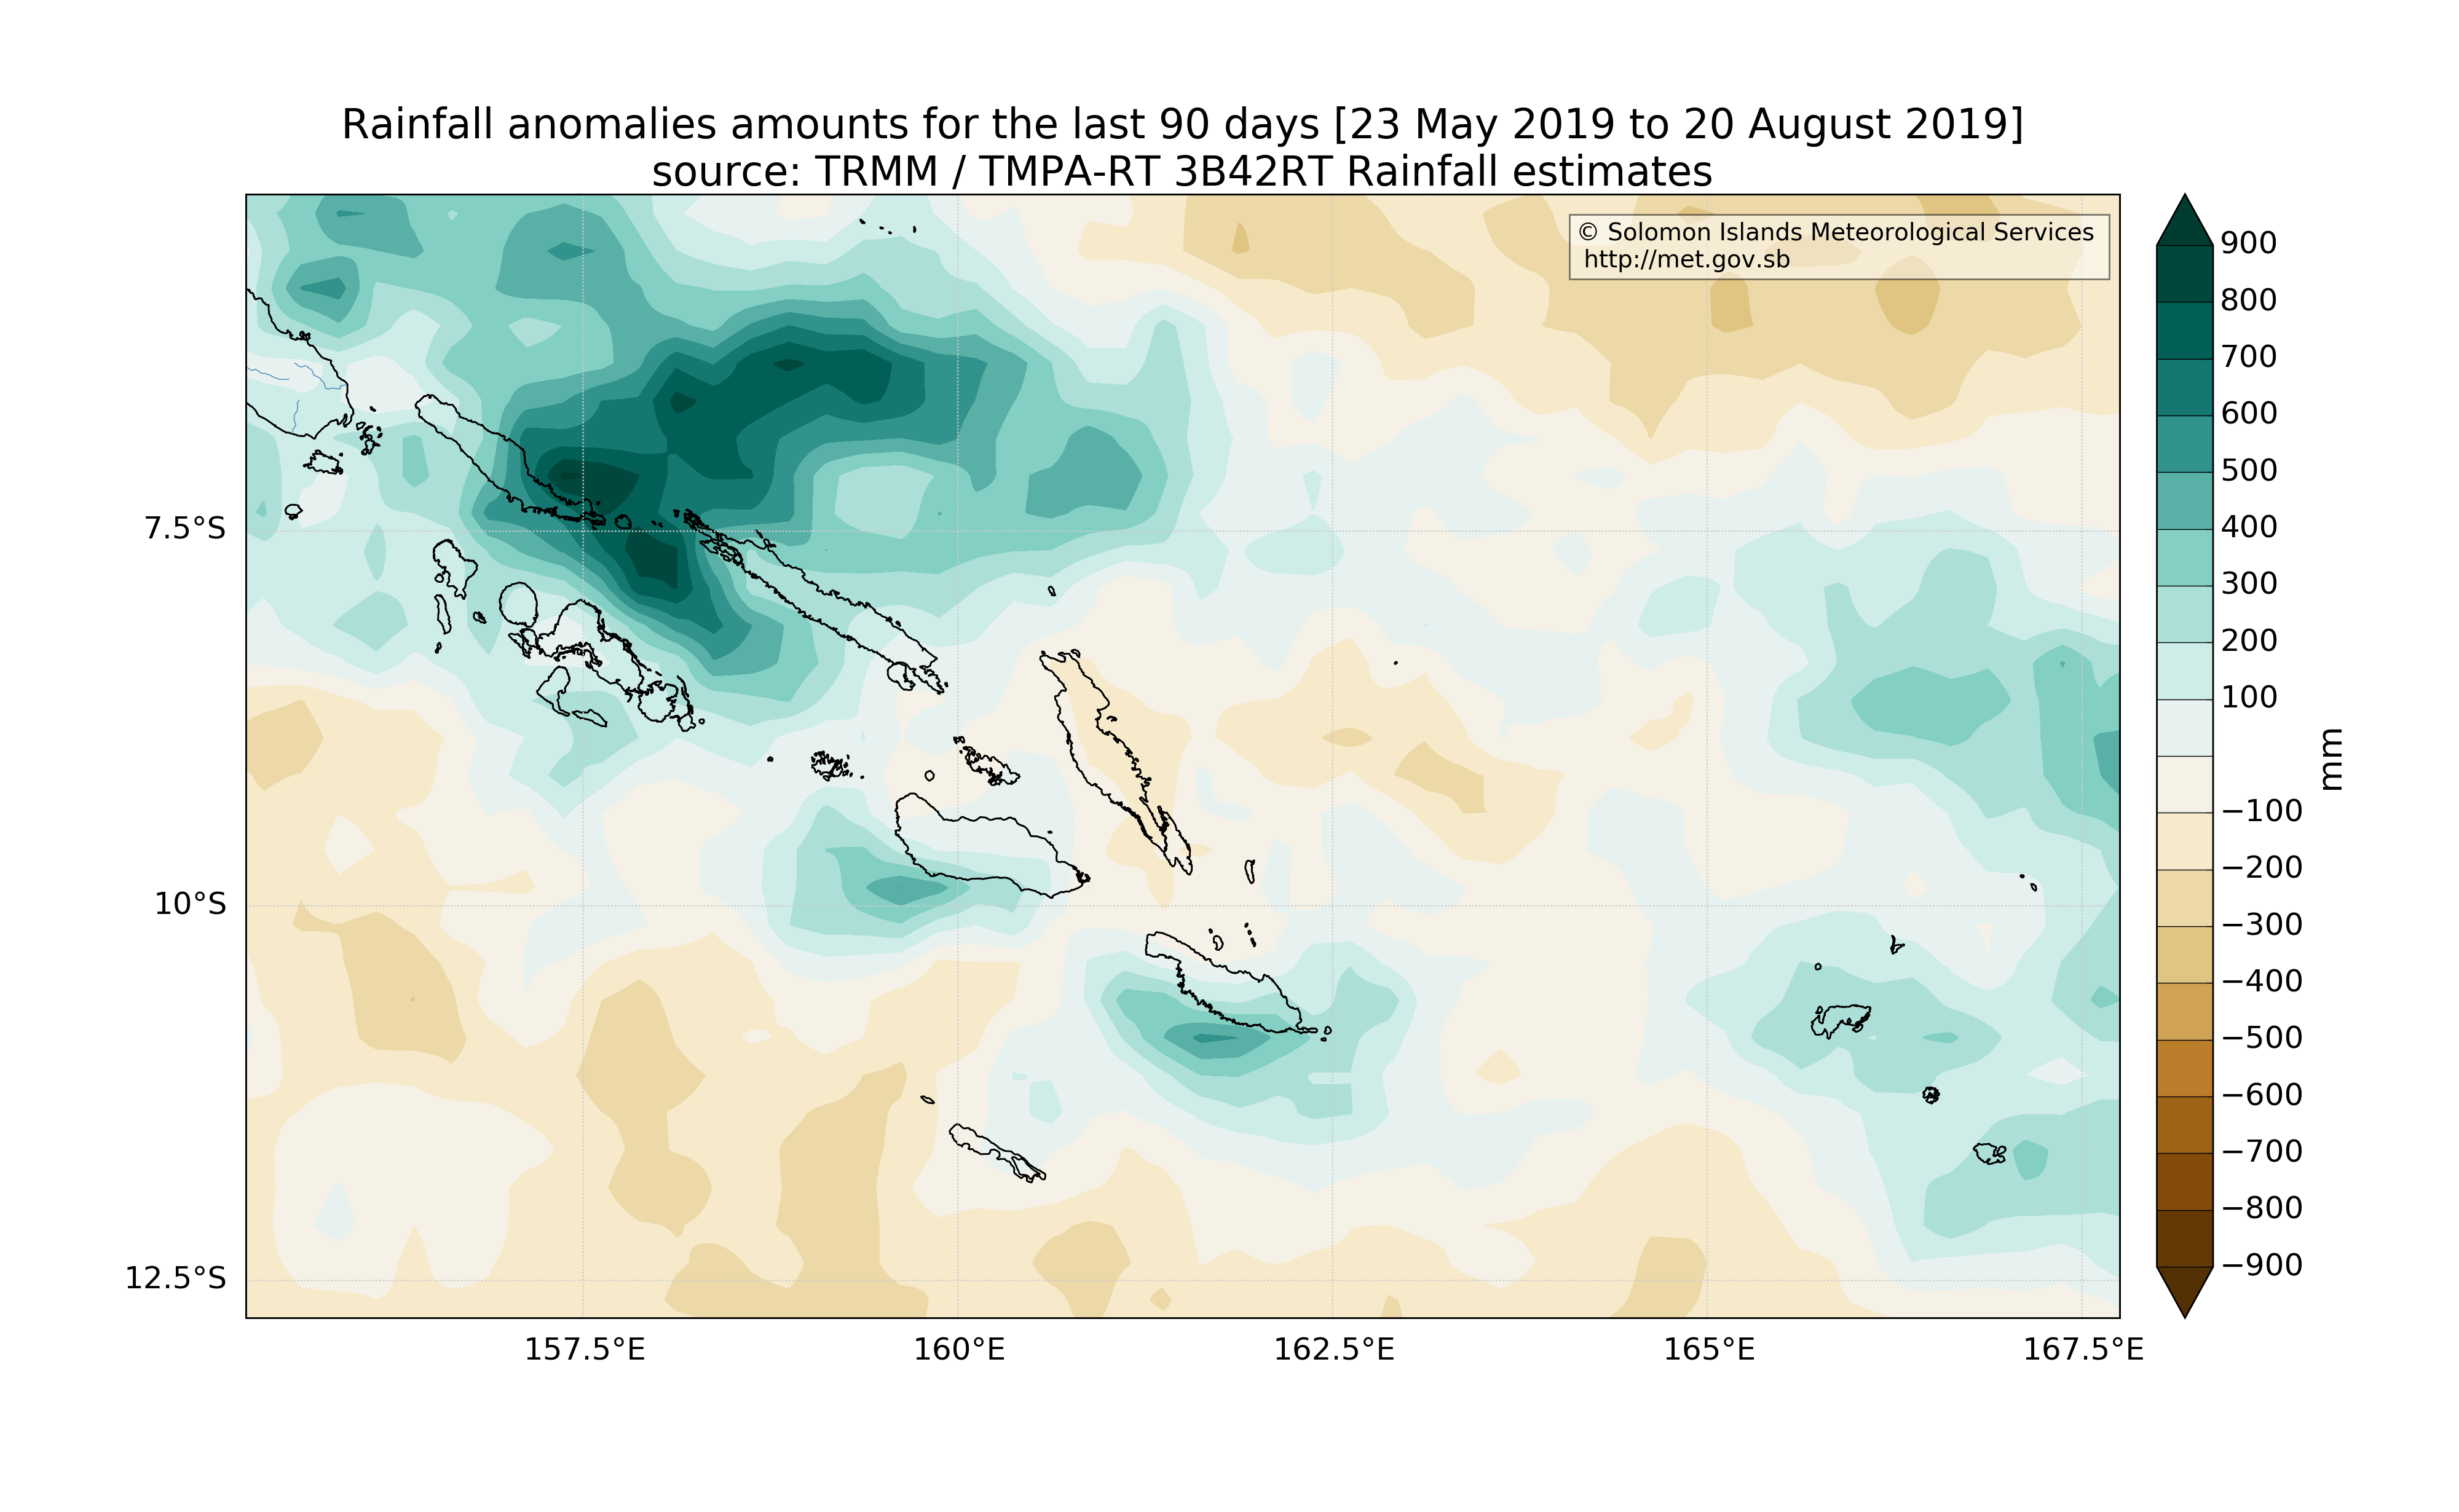 Rainfall anomalies amounts for the last 90 days [23 May 2019 to 20 August 2019]
source: TRMM / TMPA-RT 3B42RT Rainfall estimates
© Solomon Islands Meteorological Services
http://met.gov.sb
7.5°S
10°S
12.5°S
157.5°E
160°E
162.5°E
165°E
167.5°E
900
800
700
600
500
400
300
200
100
−100
−200
−300
−400
−500
−600
−700
−800
−900
mm